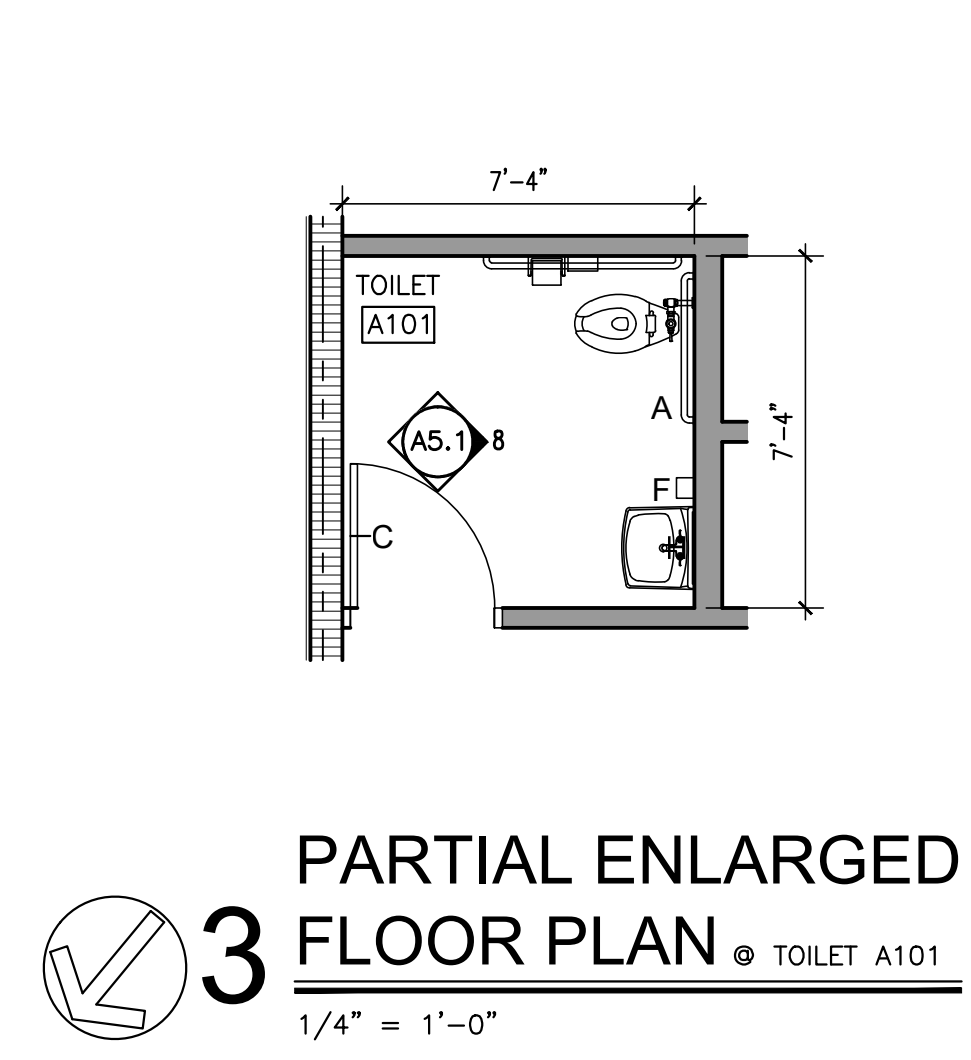 7'-4"
TOILET
A101
A
7'-4"
A5.1 8
F
C
PARTIAL ENLARGED
3 FLOOR PLAN @ TOILET A101
1/4" = 1'-0"